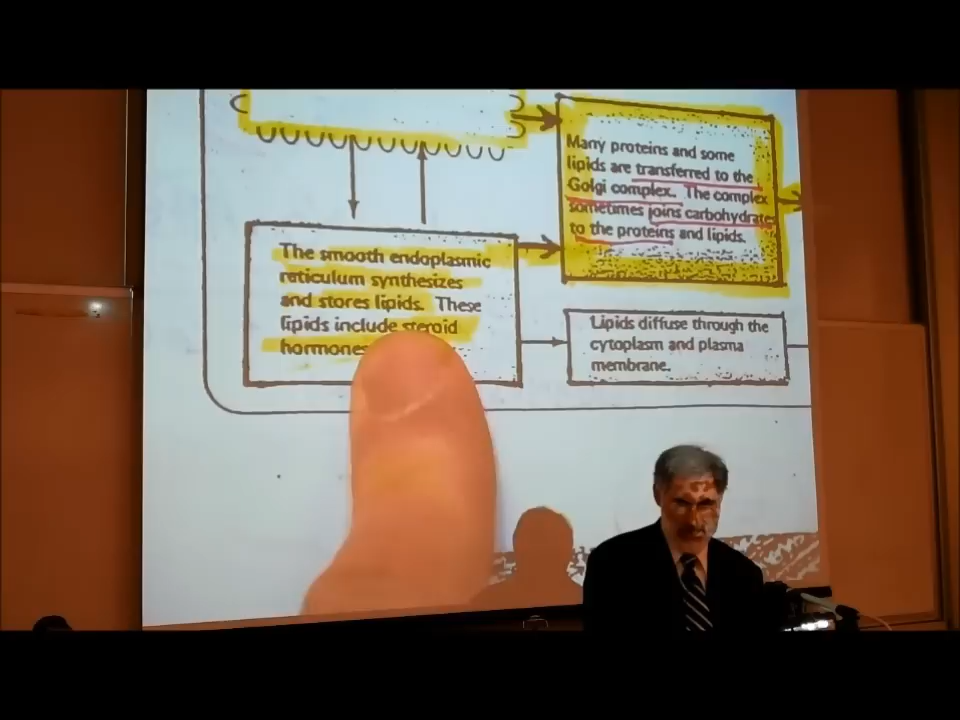 Many proteins and some
lipids are transferred to the
Golgi complex. The complex
sometimes joins carbohydrates
to the proteins and lipids.
The smooth endoplasmic
reticulum synthesizes
and stores lipids. These
lipids include steroid
hormones
Lipids diffuse through the
cytoplasm and plasma
membrane.